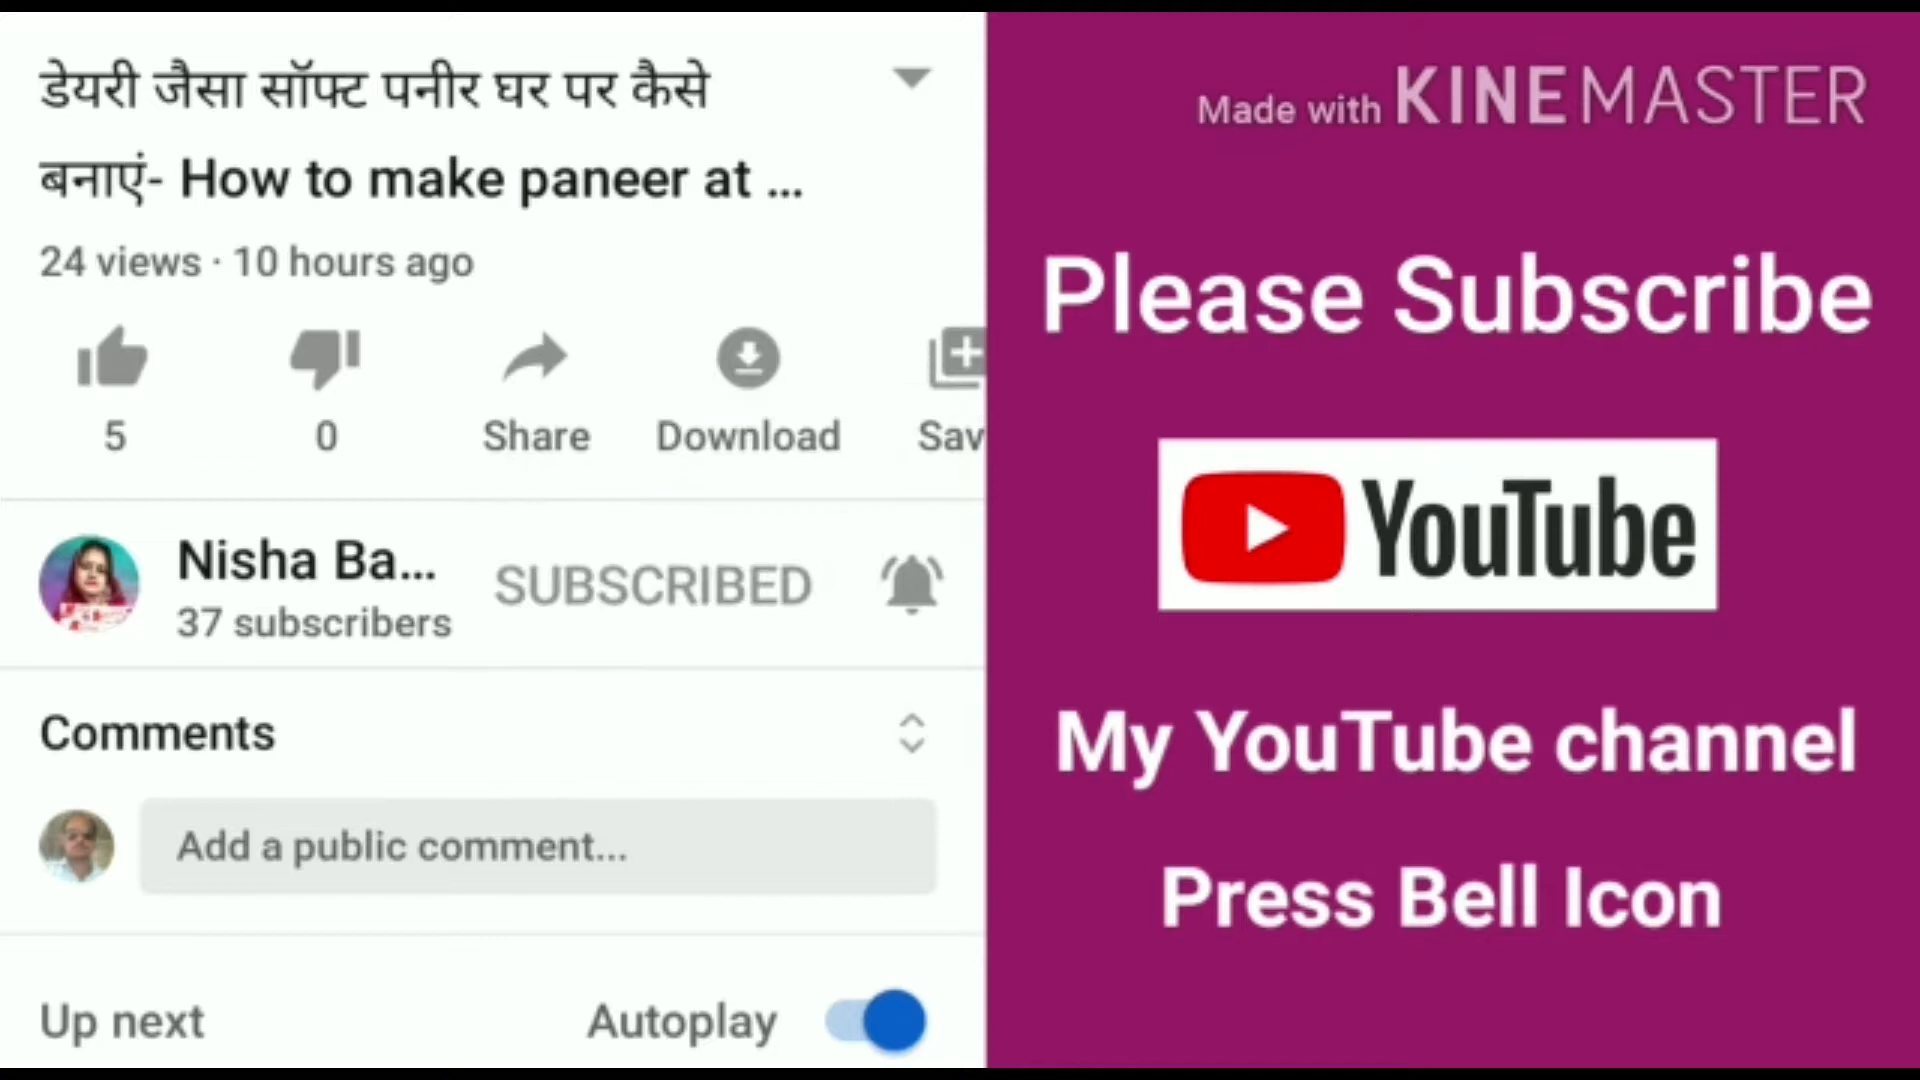 डेयरी जैसा सॉफ्ट पनीर घर पर कैसे
बनाएं- How to make paneer at ...
24 views · 10 hours ago
5
0
Share
Download
Sav
Nisha Ba...
SUBSCRIBED
37 subscribers
Comments
Add a public comment...
Up next
Autoplay
Made with KINEMASTER
Please Subscribe
YouTube
My YouTube channel
Press Bell Icon